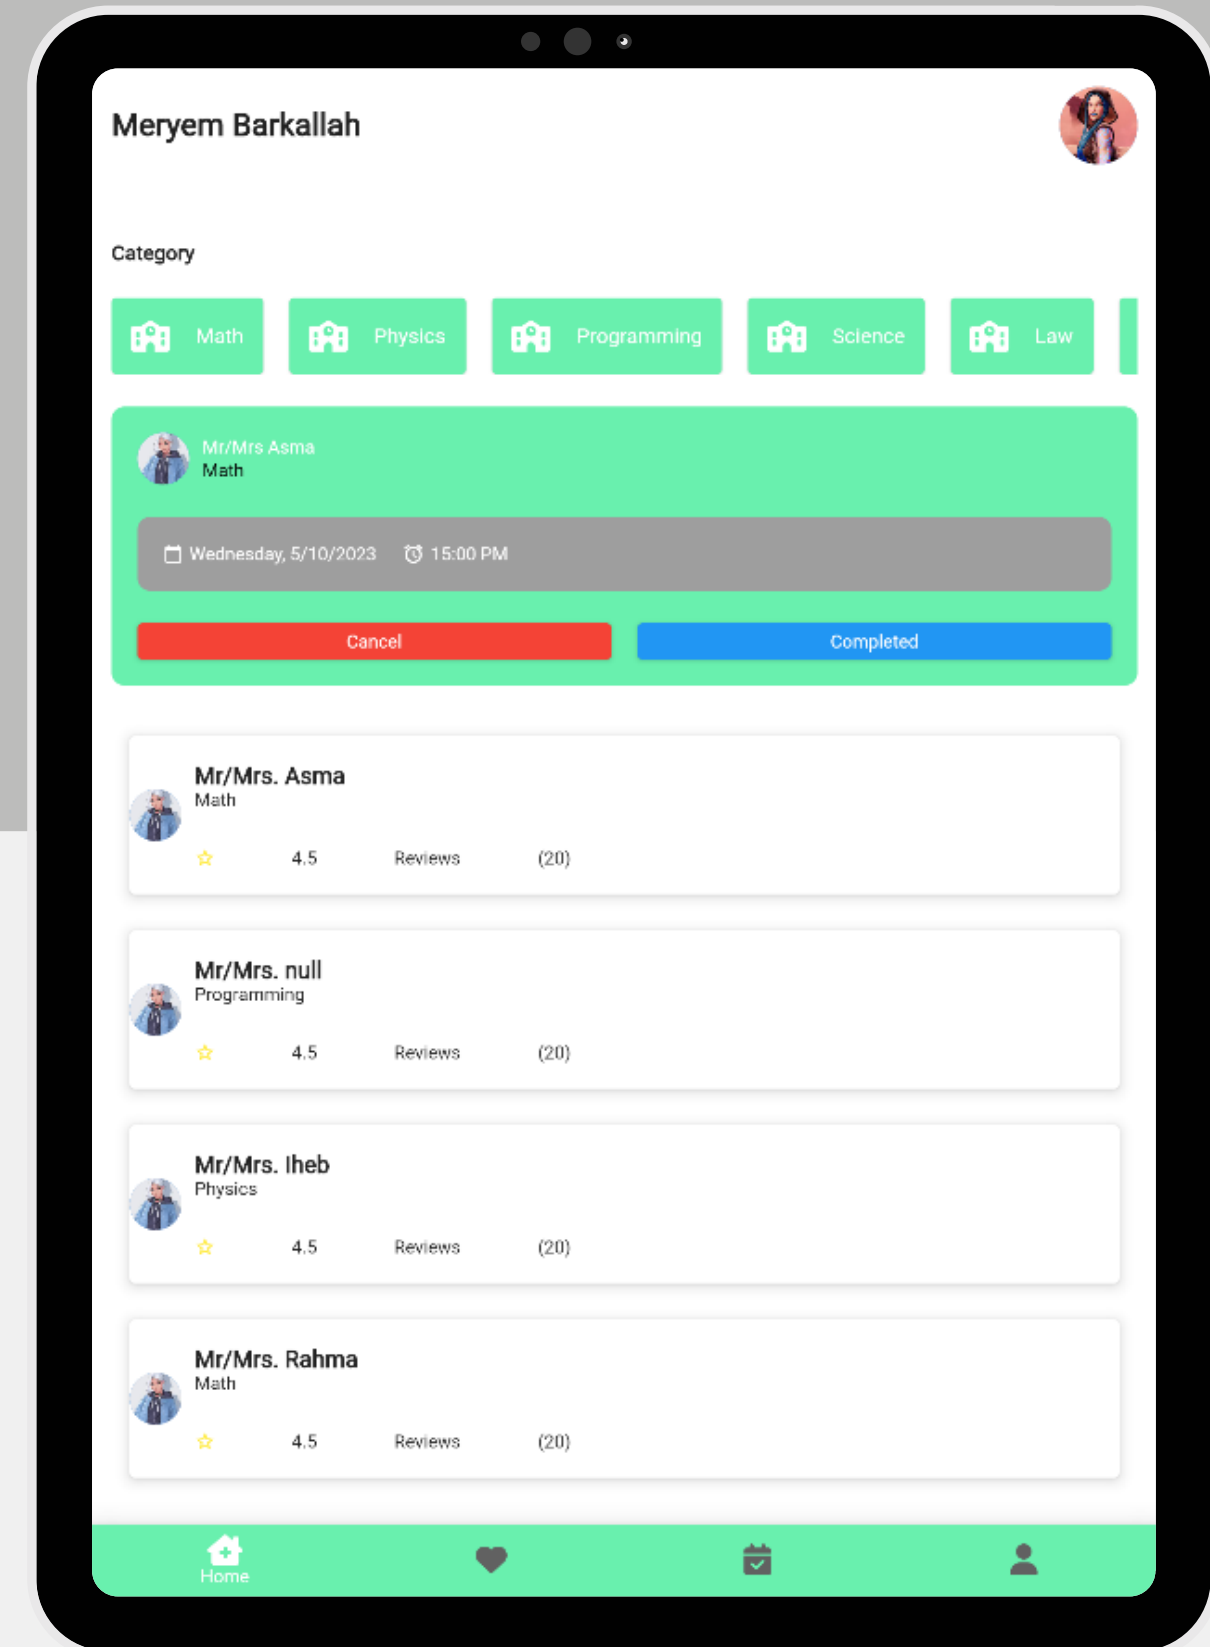 Meryem Barkallah
Category
Math Physics Programming Science Law
Mr/Mrs Asma
Math
Wednesday, 5/10/2023 15:00 PM
Cancel Completed
Mr/Mrs. Asma
Math
4.5 Reviews (20)
Mr/Mrs. null
Programming
4.5 Reviews (20)
Mr/Mrs. Iheb
Physics
4.5 Reviews (20)
Mr/Mrs. Rahma
Math
4.5 Reviews (20)
Home